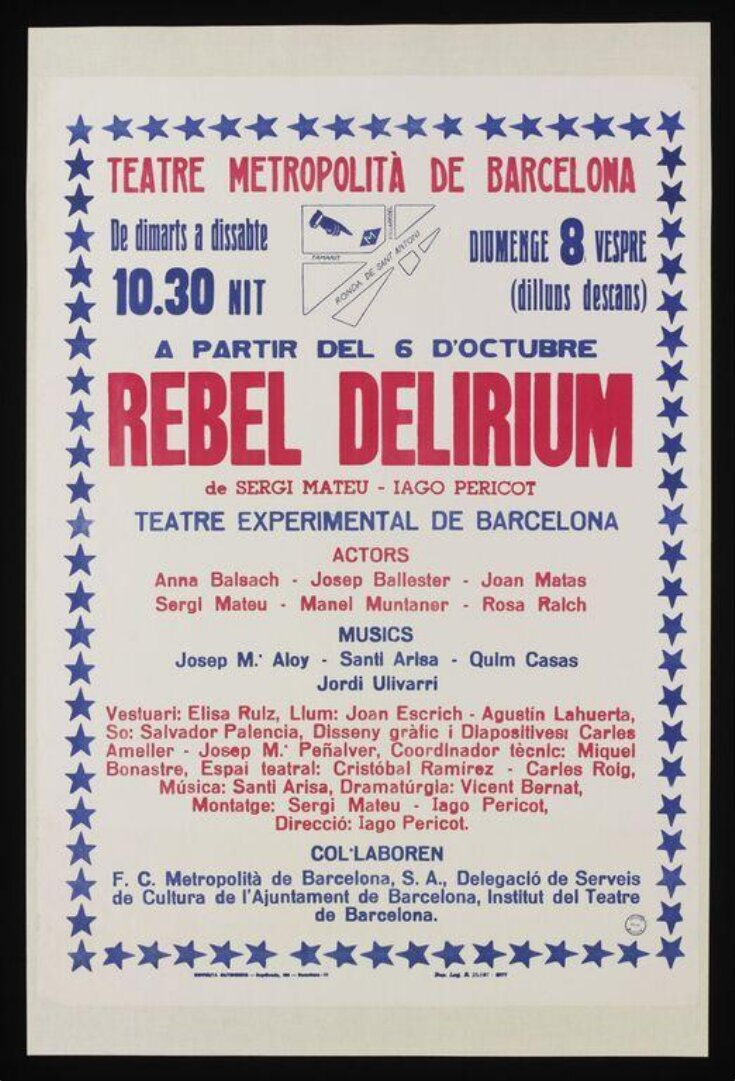 TEATRE METROPOLITÀ DE BARCELONA
De dimarts a dissabte
10.30 NIT
TAMARIT
VILLARROEL
M
RONDA DE SANT ANTONI
DIUMENGE 8 VESPRE
(dilluns descans)
A PARTIR DEL 6 D'OCTUBRE
REBEL DELIRIUM
de SERGI MATEU - IAGO PERICOT
TEATRE EXPERIMENTAL DE BARCELONA
ACTORS
Anna Balsach - Josep Ballester - Joan Matas
Sergi Mateu - Manel Muntaner - Rosa Raich
MUSICS
Josep M.ª Aloy - Santi Arisa - Quim Casas
Jordi Ulivarri
Vestuari: Elisa Ruiz, Llum: Joan Escrich - Agustín Lahuerta,
So: Salvador Palencia, Disseny gràfic i Diapositives: Carles
Ameller - Josep M.ª Peñalver, Coordinador tècnic: Miquel
Bonastre, Espai teatral: Cristóbal Ramírez - Carles Roig,
Música: Santi Arisa, Dramatúrgia: Vicent Bernat,
Montatge: Sergi Mateu - Iago Pericot,
Direcció: Iago Pericot.
COL·LABOREN
F. C. Metropolità de Barcelona, S. A., Delegació de Serveis
de Cultura de l'Ajuntament de Barcelona, Institut del Teatre
de Barcelona.